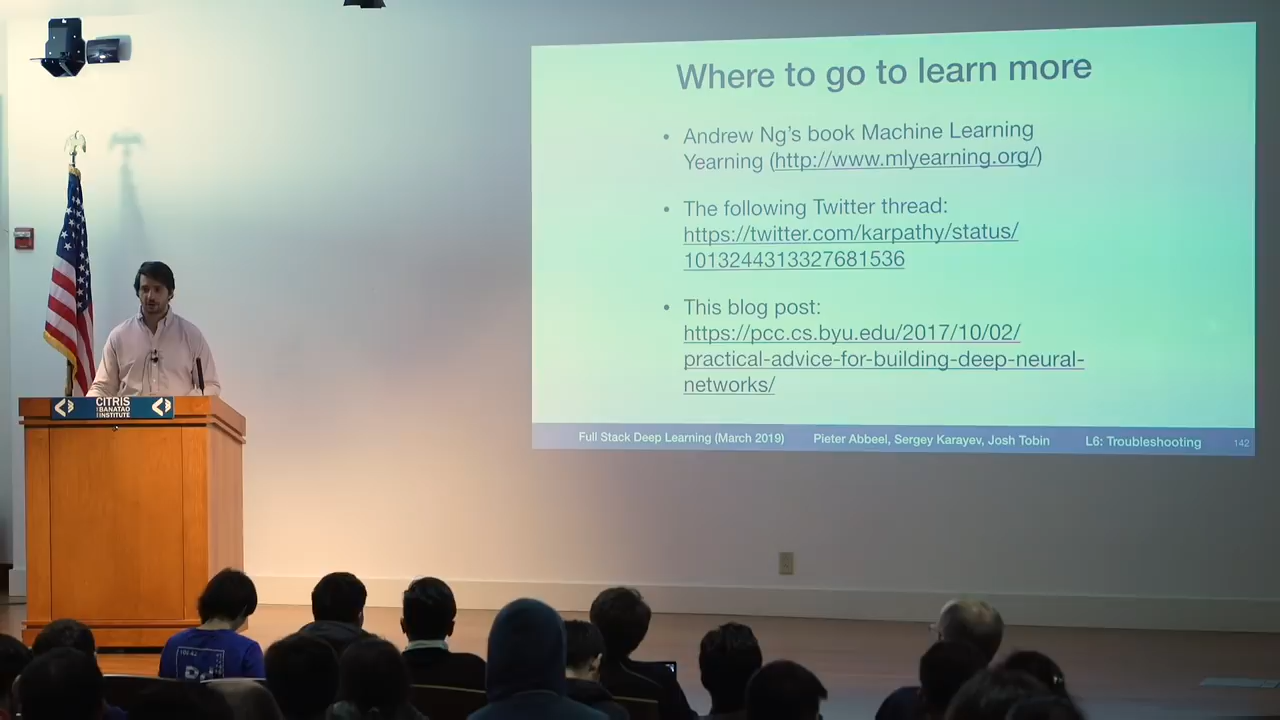 Where to go to learn more
• Andrew Ng's book Machine Learning
Yearning (http://www.mlyearning.org/)
• The following Twitter thread:
https://twitter.com/karpathy/status/
1013244313327681536
• This blog post:
https://pcc.cs.byu.edu/2017/10/02/
practical-advice-for-building-deep-neural-
networks/
Full Stack Deep Learning (March 2019) Pieter Abbeel, Sergey Karayev, Josh Tobin L6: Troubleshooting 142
CITRIS
BANATAO
INSTITUTE